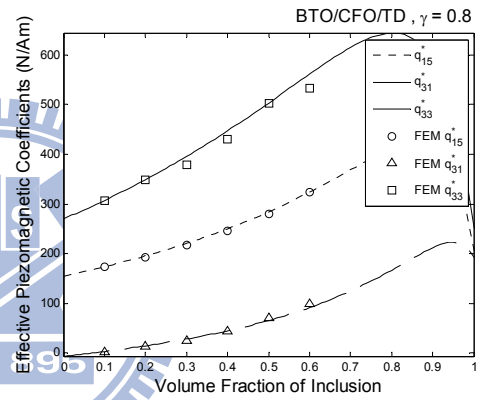 BTO/CFO/TD , γ = 0.8
Effective Piezomagnetic Coefficients (N/Am)
600
500
400
300
200
100
0
0 0.1 0.2 0.3 0.4 0.5 0.6 0.7 0.8 0.9 1
Volume Fraction of Inclusion
q*15
q*31
q*33
FEM q*15
FEM q*31
FEM q*33
895